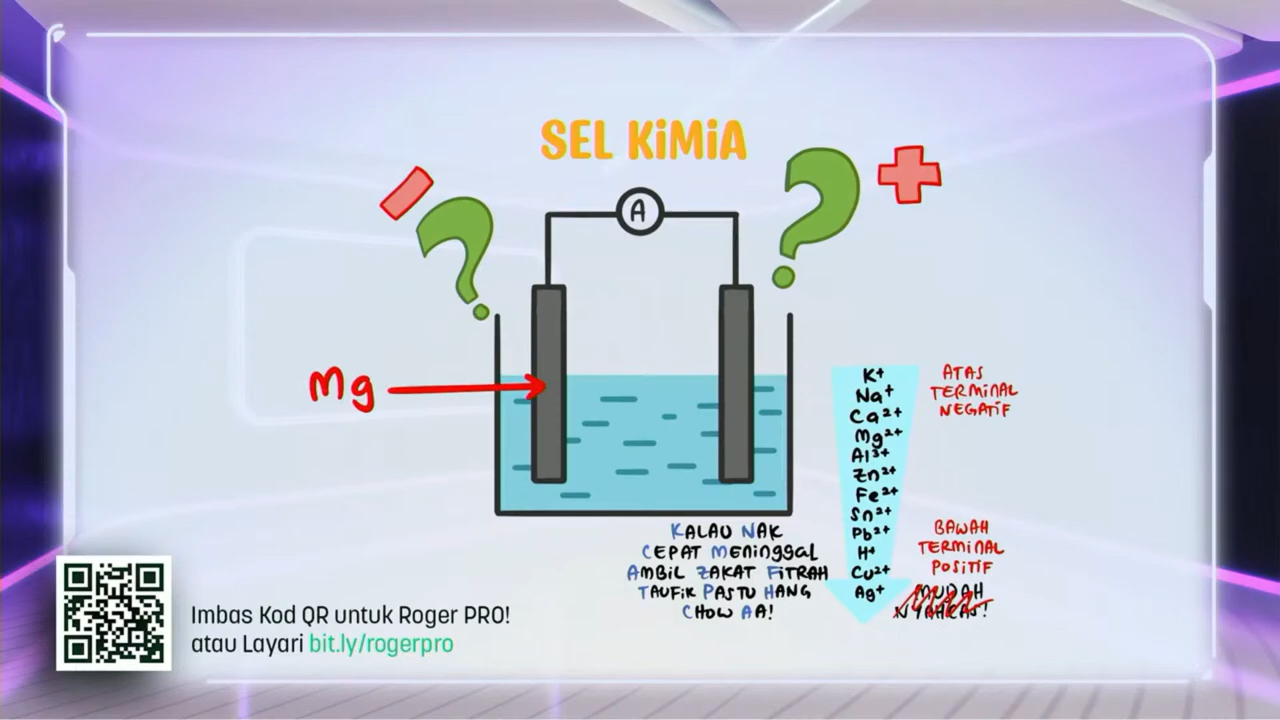 SEL KiMiA
A
Mg
K+
Na+
Ca2+
Mg2+
Al3+
Zn2+
Fe2+
Sn2+
Pb2+
H+
Cu2+
Ag+
ATAS
TERMINAL
NEGATIF
BAWAH
TERMINAL
POSITIF
MUDAH
KALAU NAK
CEPAT MENINGGAL
AMBIL ZAKAT FITRAH
TAUFIK PASTU HANG
CHOW AA!
Imbas Kod QR untuk Roger PRO!
atau Layari bit.ly/rogerpro